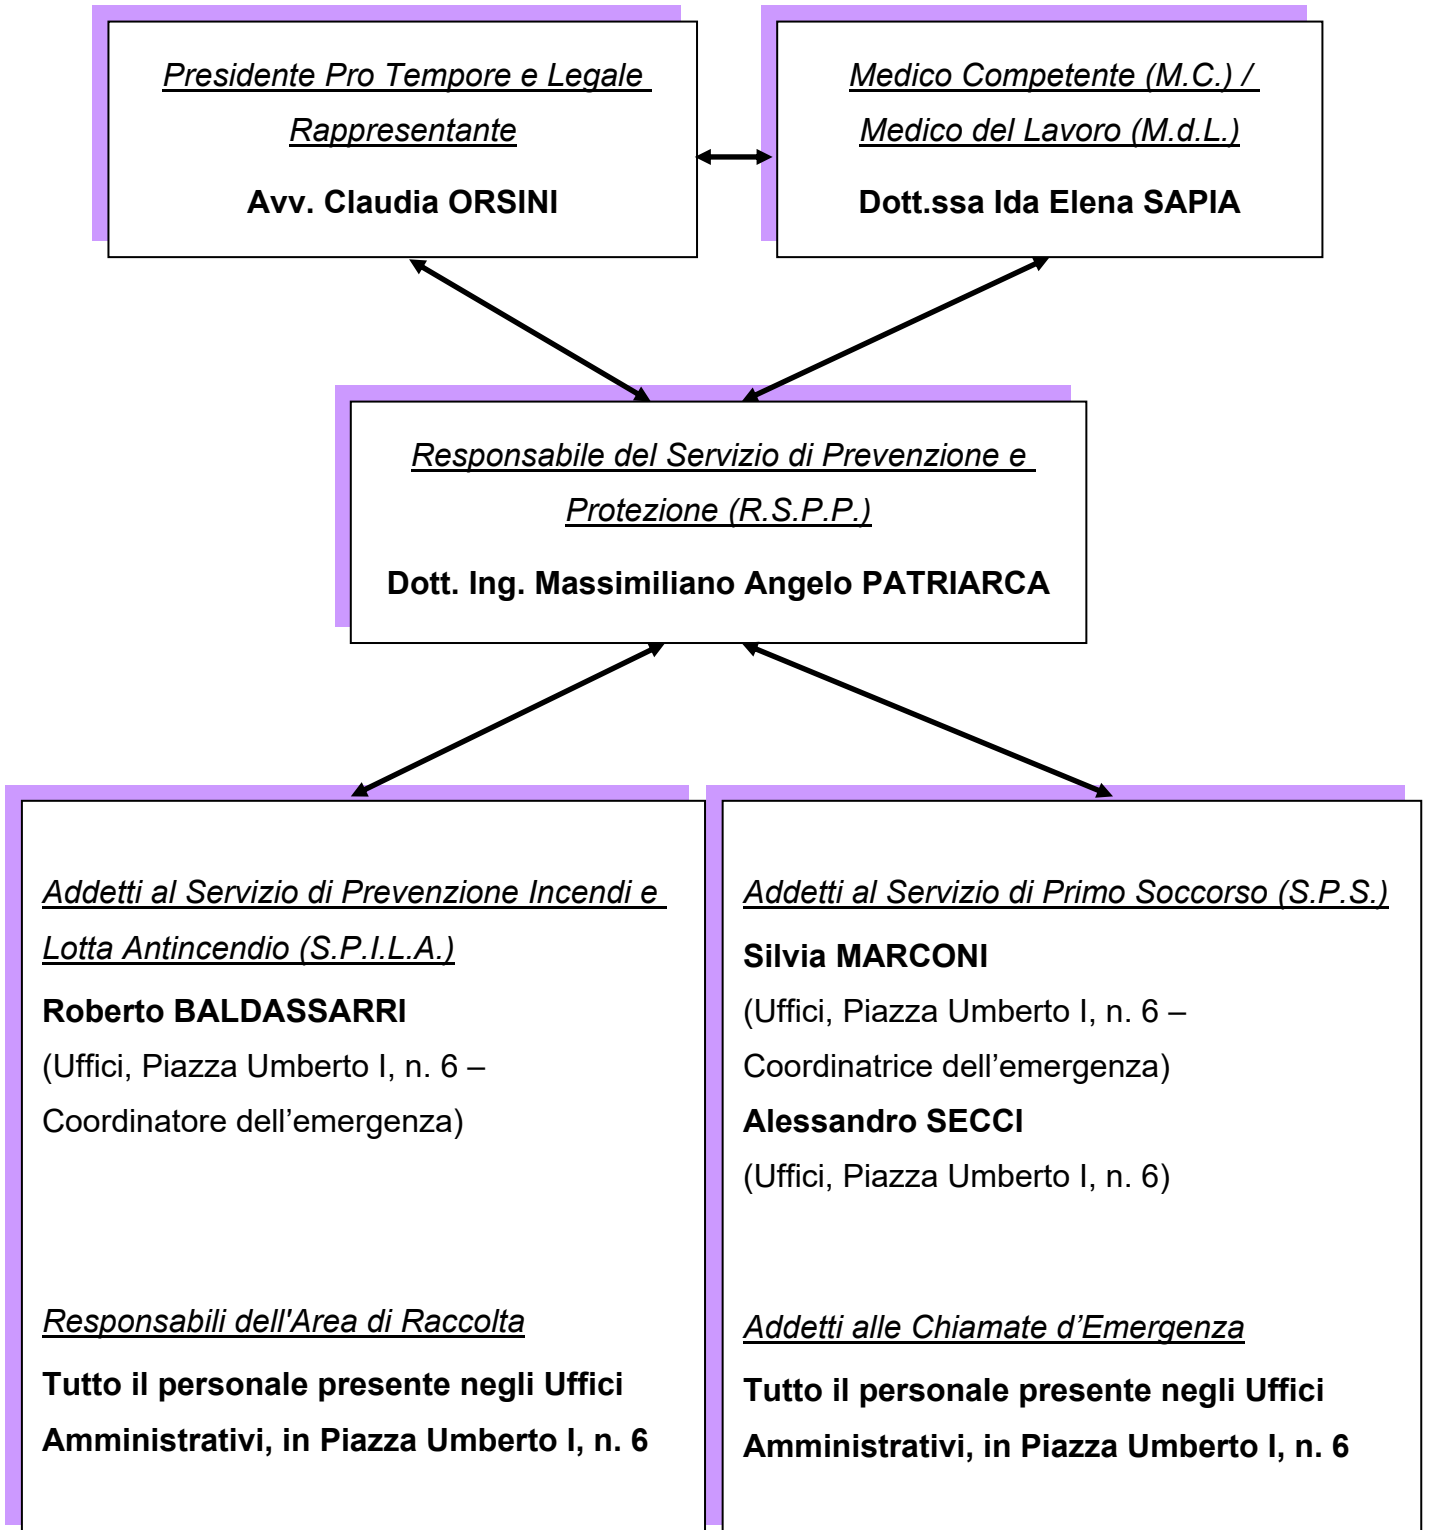 Presidente Pro Tempore e Legale
Rappresentante
Avv. Claudia ORSINI
Medico Competente (M.C.) /
Medico del Lavoro (M.d.L.)
Dott.ssa Ida Elena SAPIA
Responsabile del Servizio di Prevenzione e
Protezione (R.S.P.P.)
Dott. Ing. Massimiliano Angelo PATRIARCA
Addetti al Servizio di Prevenzione Incendi e
Lotta Antincendio (S.P.I.L.A.)
Roberto BALDASSARRI
(Uffici, Piazza Umberto I, n. 6 –
Coordinatore dell’emergenza)
Responsabili dell'Area di Raccolta
Tutto il personale presente negli Uffici
Amministrativi, in Piazza Umberto I, n. 6
Addetti al Servizio di Primo Soccorso (S.P.S.)
Silvia MARCONI
(Uffici, Piazza Umberto I, n. 6 –
Coordinatrice dell’emergenza)
Alessandro SECCI
(Uffici, Piazza Umberto I, n. 6)
Addetti alle Chiamate d’Emergenza
Tutto il personale presente negli Uffici
Amministrativi, in Piazza Umberto I, n. 6